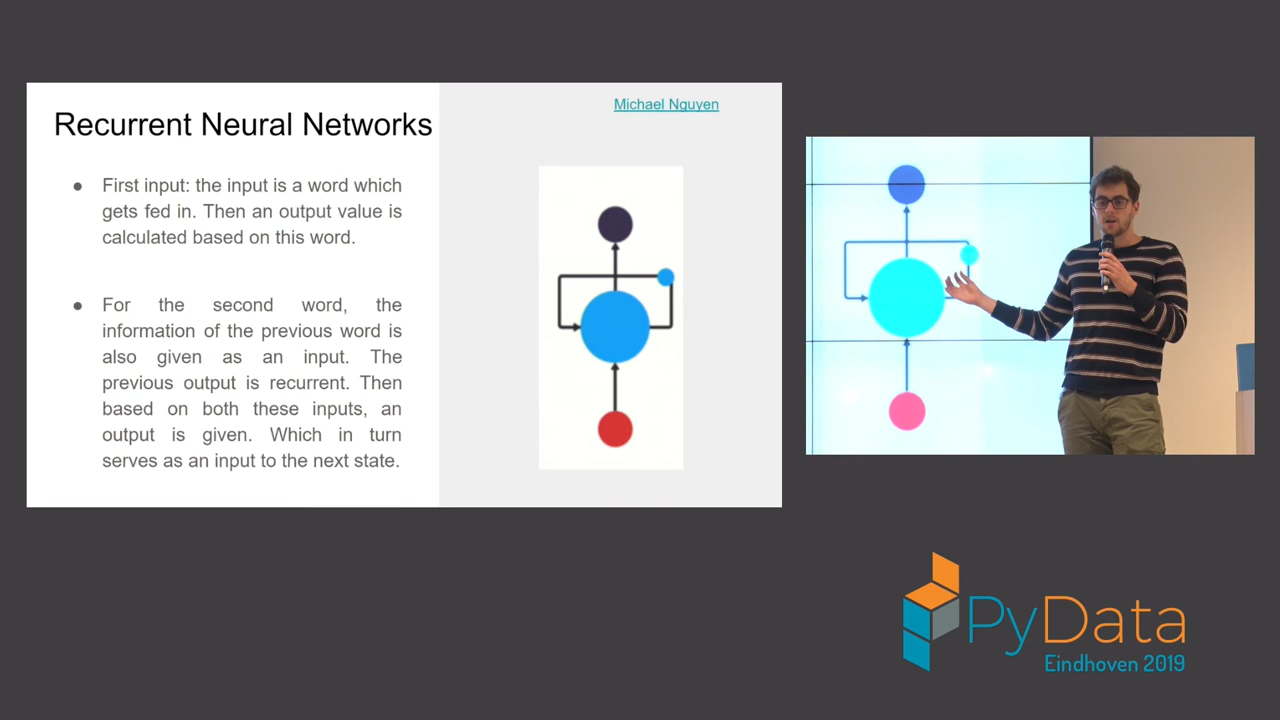 Recurrent Neural Networks
Michael Nguyen
● First input: the input is a word which
gets fed in. Then an output value is
calculated based on this word.
● For the second word, the
information of the previous word is
also given as an input. The
previous output is recurrent. Then
based on both these inputs, an
output is given. Which in turn
serves as an input to the next state.
PyData
Eindhoven 2019